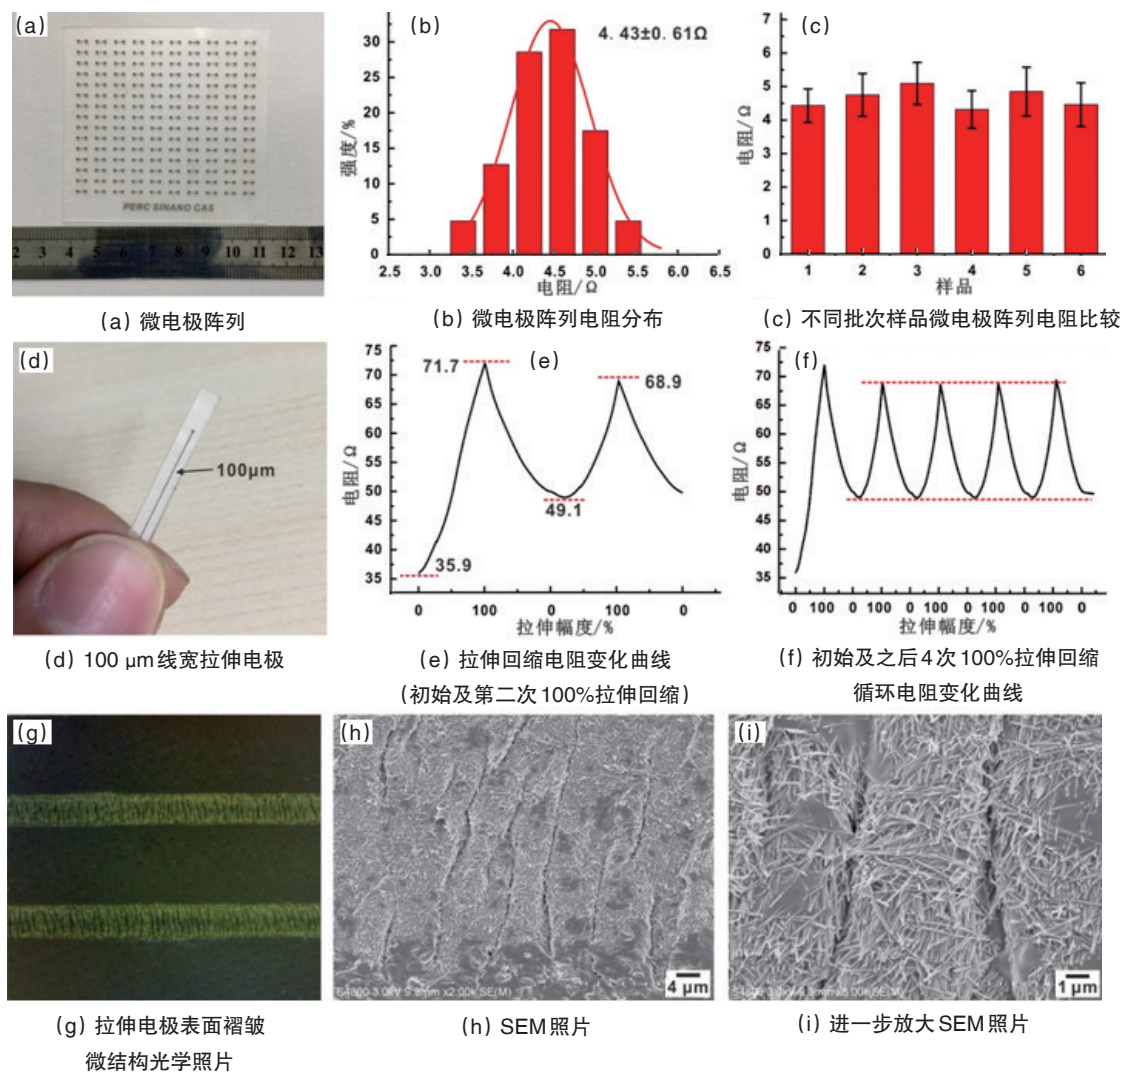 (a)
PERC SINANO CAS
2 3 4 5 6 7 8 9 10 11 12 13
(a) 微电极阵列
(b)
4.43±0.61Ω
强度/%
30
25
20
15
10
5
0
2.5 3.0 3.5 4.0 4.5 5.0 5.5 6.0 6.5
电阻/Ω
(b) 微电极阵列电阻分布
(c)
电阻/Ω
7
6
5
4
3
2
1
0
1 2 3 4 5 6
样品
(c) 不同批次样品微电极阵列电阻比较
(d)
100μm
(d) 100 μm线宽拉伸电极
(e)
电阻/Ω
75
70
65
60
55
50
45
40
35
71.7
68.9
49.1
35.9
0 100 0 100 0
拉伸幅度/%
(e) 拉伸回缩电阻变化曲线
(初始及第二次100%拉伸回缩)
(f)
电阻/Ω
75
70
65
60
55
50
45
40
35
0 100 0 100 0 100 0 100 0 100 0
拉伸幅度/%
(f) 初始及之后4次100%拉伸回缩
循环电阻变化曲线
(g)
(g) 拉伸电极表面褶皱
微结构光学照片
(h)
S4800 3.0kV 9.3mm x2.00k SE(M)
4 μm
(h) SEM照片
(i)
1 μm
(i) 进一步放大SEM照片